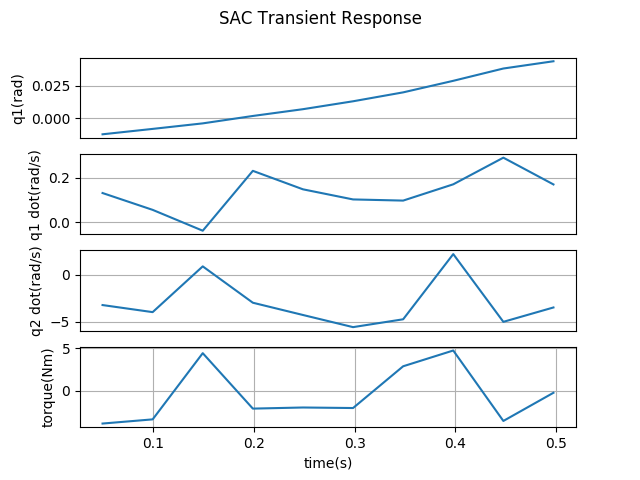 SAC Transient Response
q1(rad)
0.025
0.000
q1 dot(rad/s)
0.2
0.0
q2 dot(rad/s)
0
−5
torque(Nm)
5
0
0.1 0.2 0.3 0.4 0.5
time(s)